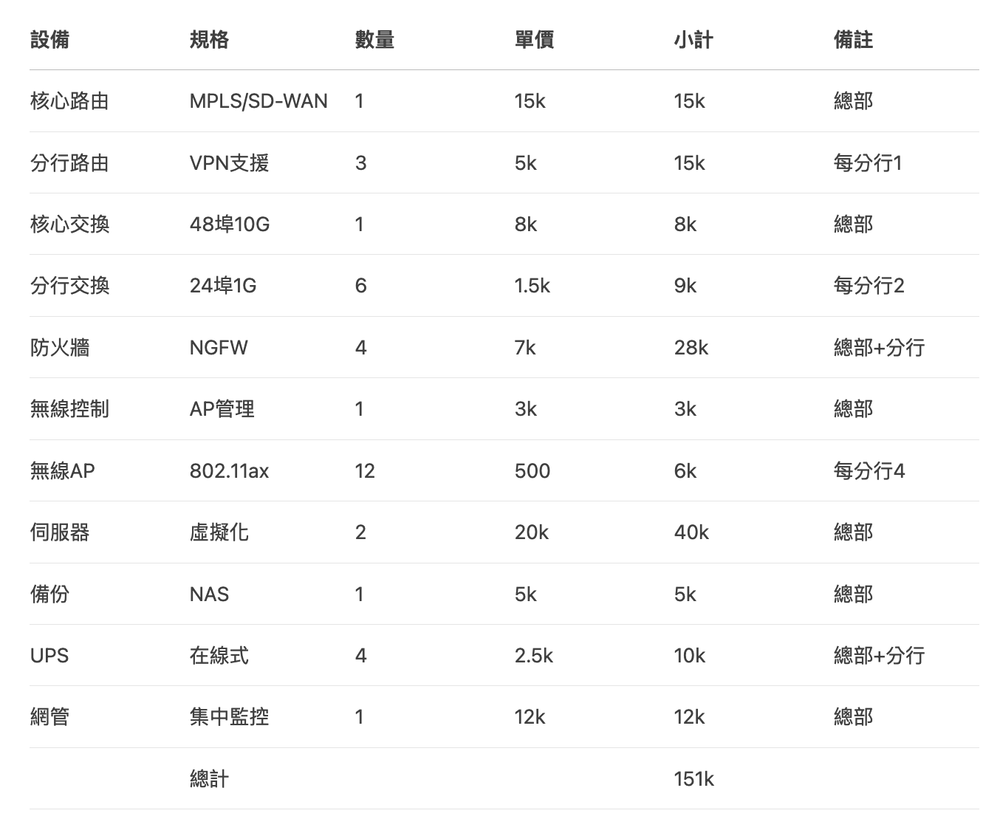 設備 規格 數量 單價 小計 備註
核心路由 MPLS/SD-WAN 1 15k 15k 總部
分行路由 VPN支援 3 5k 15k 每分行1
核心交換 48埠10G 1 8k 8k 總部
分行交換 24埠1G 6 1.5k 9k 每分行2
防火牆 NGFW 4 7k 28k 總部+分行
無線控制 AP管理 1 3k 3k 總部
無線AP 802.11ax 12 500 6k 每分行4
伺服器 虛擬化 2 20k 40k 總部
備份 NAS 1 5k 5k 總部
UPS 在線式 4 2.5k 10k 總部+分行
網管 集中監控 1 12k 12k 總部
總計 151k